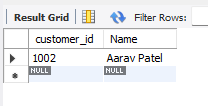 Result Grid Filter Rows:
customer_id Name
1002 Aarav Patel
NULL NULL